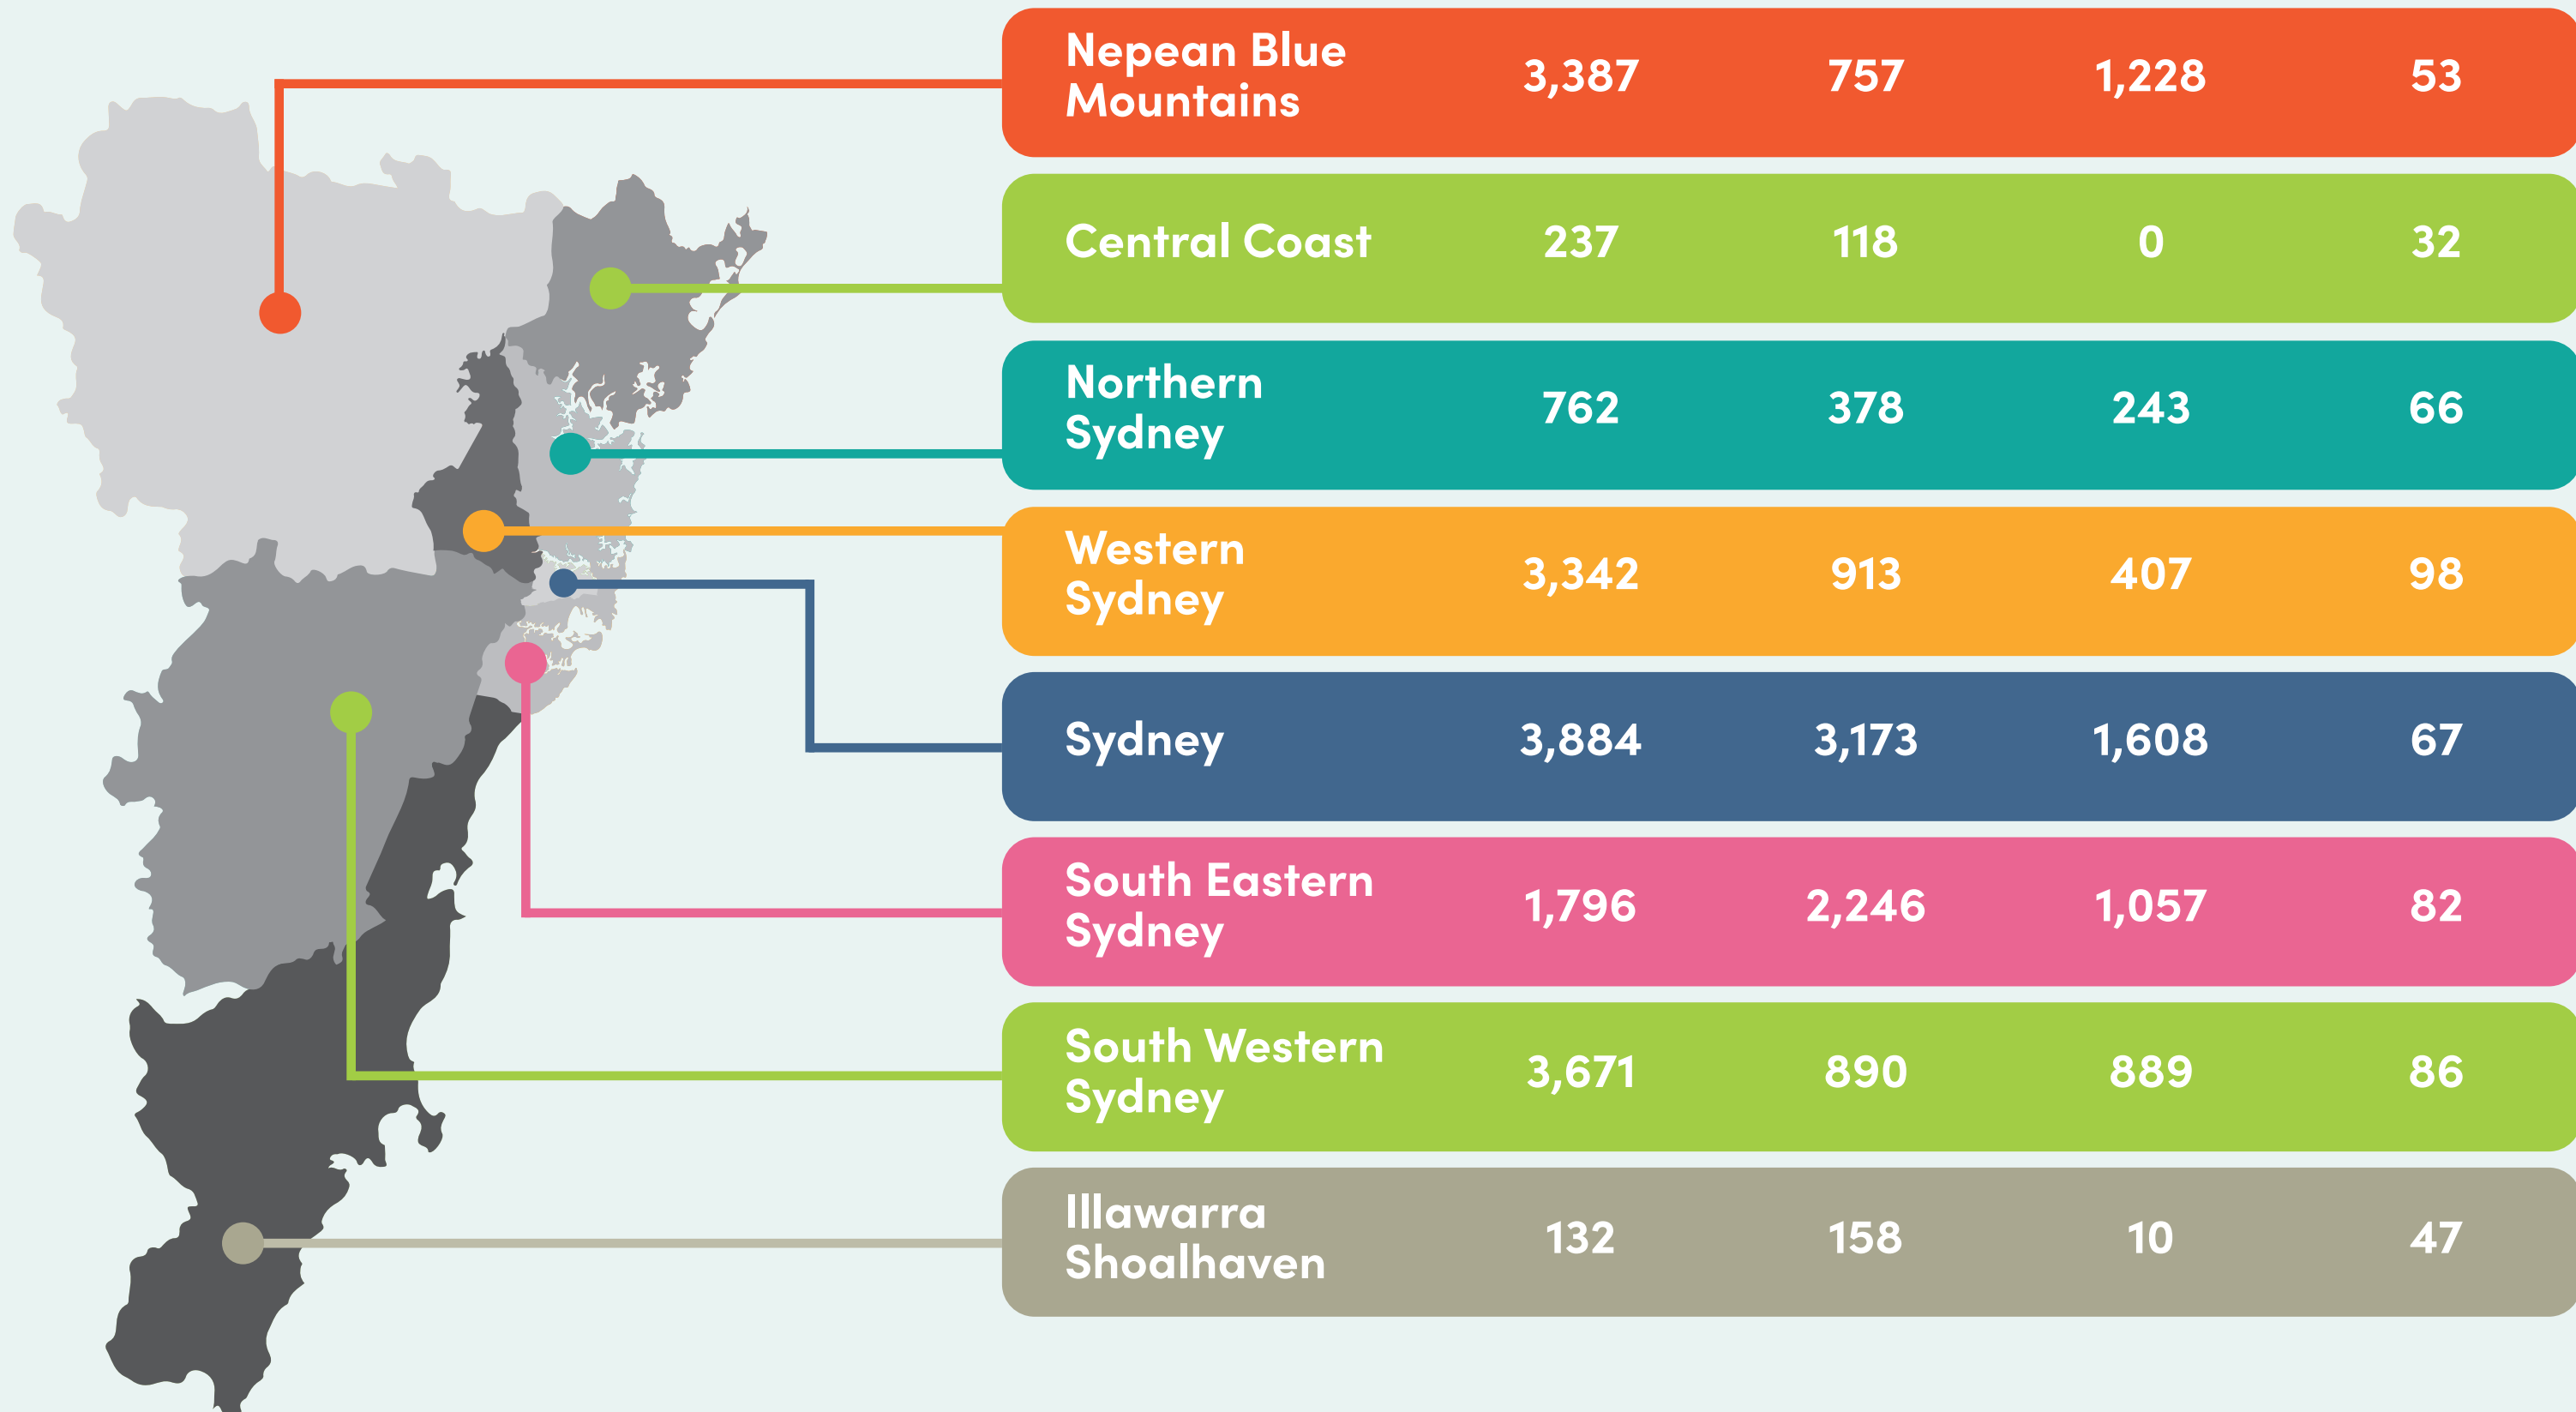 Nepean Blue
Mountains 3,387 757 1,228 53
Central Coast 237 118 0 32
Northern
Sydney 762 378 243 66
Western
Sydney 3,342 913 407 98
Sydney 3,884 3,173 1,608 67
South Eastern
Sydney 1,796 2,246 1,057 82
South Western
Sydney 3,671 890 889 86
Illawarra
Shoalhaven 132 158 10 47